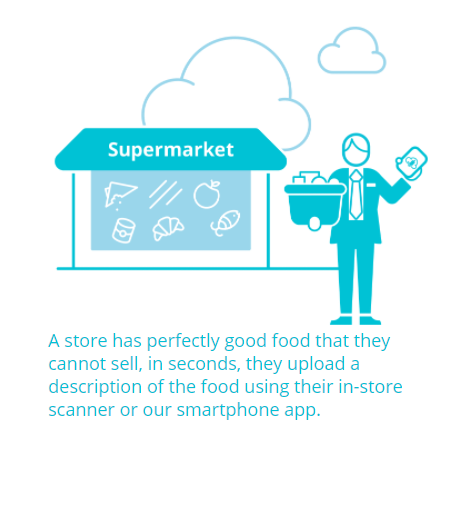 Supermarket
A store has perfectly good food that they
cannot sell, in seconds, they upload a
description of the food using their in-store
scanner or our smartphone app.